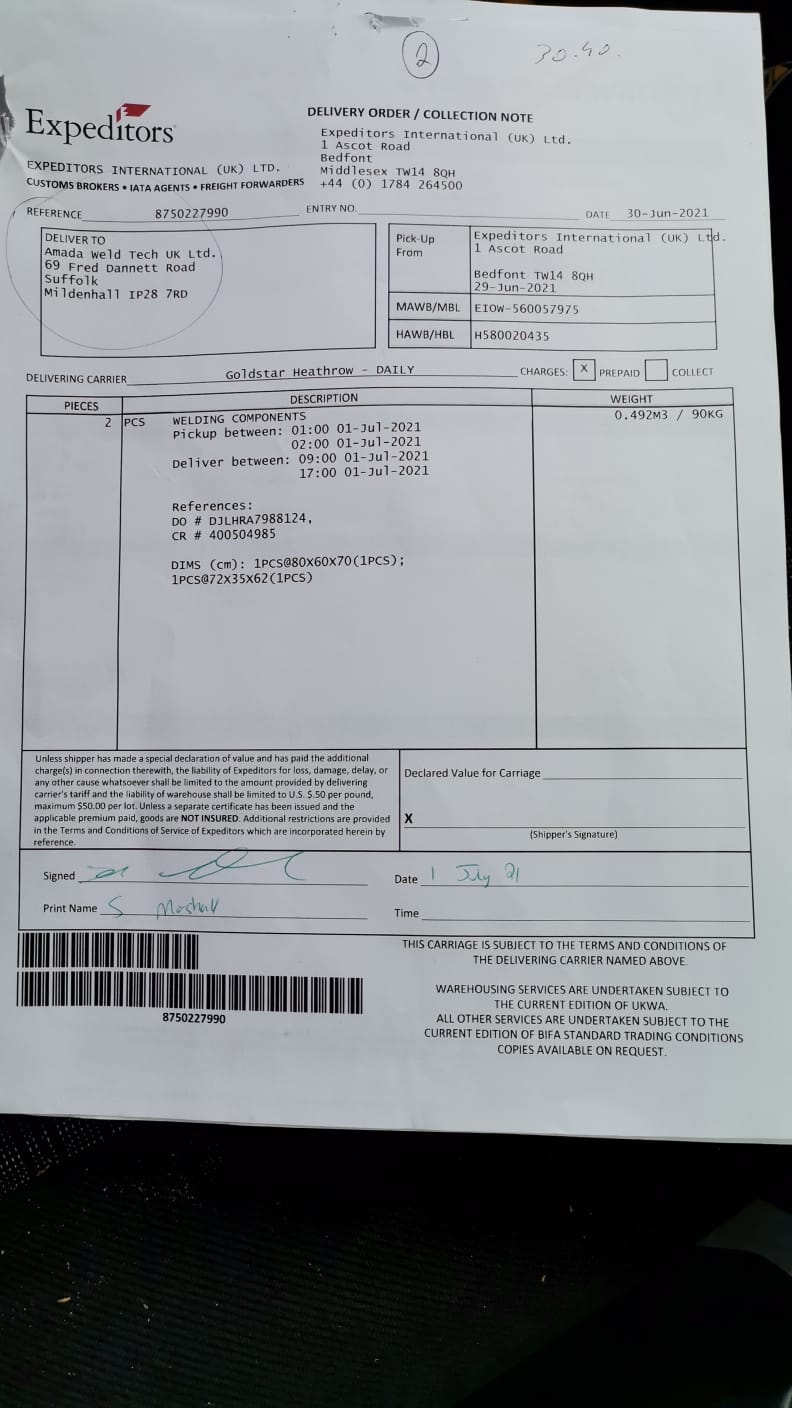 2
30.40.
Expeditors
DELIVERY ORDER / COLLECTION NOTE
Expeditors International (UK) Ltd.
1 Ascot Road
Bedfont
Middlesex TW14 8QH
+44 (0) 1784 264500
EXPEDITORS INTERNATIONAL (UK) LTD.
CUSTOMS BROKERS • IATA AGENTS • FREIGHT FORWARDERS
REFERENCE 8750227990 ENTRY NO. DATE 30-Jun-2021
DELIVER TO
Amada Weld Tech UK Ltd.
69 Fred Dannett Road
Suffolk
Mildenhall IP28 7RD
Pick-Up From
Expeditors International (UK) Ltd.
1 Ascot Road
Bedfont TW14 8QH
29-Jun-2021
MAWB/MBL EIOW-560057975
HAWB/HBL H580020435
DELIVERING CARRIER Goldstar Heathrow - DAILY CHARGES: X PREPAID COLLECT
PIECES DESCRIPTION WEIGHT
2 PCS WELDING COMPONENTS 0.492M3 / 90KG
Pickup between: 01:00 01-Jul-2021
02:00 01-Jul-2021
Deliver between: 09:00 01-Jul-2021
17:00 01-Jul-2021
References:
DO # DJLHRA7988124,
CR # 400504985
DIMS (cm): 1PCS@80X60X70(1PCS);
1PCS@72X35X62(1PCS)
Unless shipper has made a special declaration of value and has paid the additional
charge(s) in connection therewith, the liability of Expeditors for loss, damage, delay, or
any other cause whatsoever shall be limited to the amount provided by delivering
carrier's tariff and the liability of warehouse shall be limited to U.S. $.50 per pound,
maximum $50.00 per lot. Unless a separate certificate has been issued and the
applicable premium paid, goods are NOT INSURED. Additional restrictions are provided
in the Terms and Conditions of Service of Expeditors which are incorporated herein by
reference.
Declared Value for Carriage
X
(Shipper's Signature)
Signed
Date 1 July 21
Print Name S
Time
THIS CARRIAGE IS SUBJECT TO THE TERMS AND CONDITIONS OF
THE DELIVERING CARRIER NAMED ABOVE.
WAREHOUSING SERVICES ARE UNDERTAKEN SUBJECT TO
THE CURRENT EDITION OF UKWA.
ALL OTHER SERVICES ARE UNDERTAKEN SUBJECT TO THE
CURRENT EDITION OF BIFA STANDARD TRADING CONDITIONS
COPIES AVAILABLE ON REQUEST.
8750227990